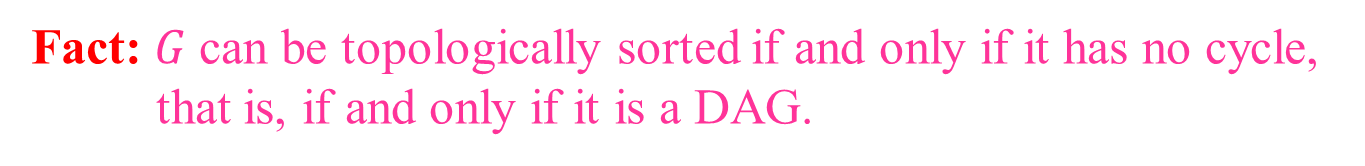 Fact: G can be topologically sorted if and only if it has no cycle,
that is, if and only if it is a DAG.